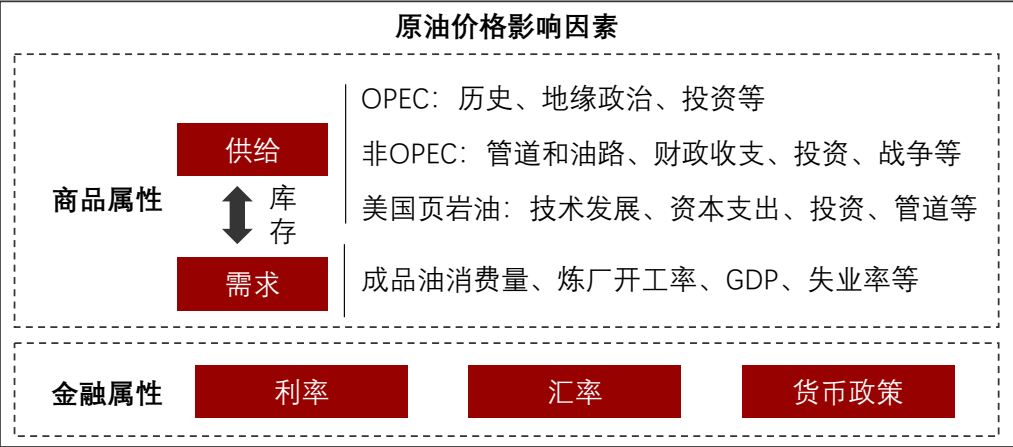 原油价格影响因素
商品属性
供给
OPEC：历史、地缘政治、投资等
非OPEC：管道和油路、财政收支、投资、战争等
美国页岩油：技术发展、资本支出、投资、管道等
库
存
需求
成品油消费量、炼厂开工率、GDP、失业率等
金融属性
利率
汇率
货币政策